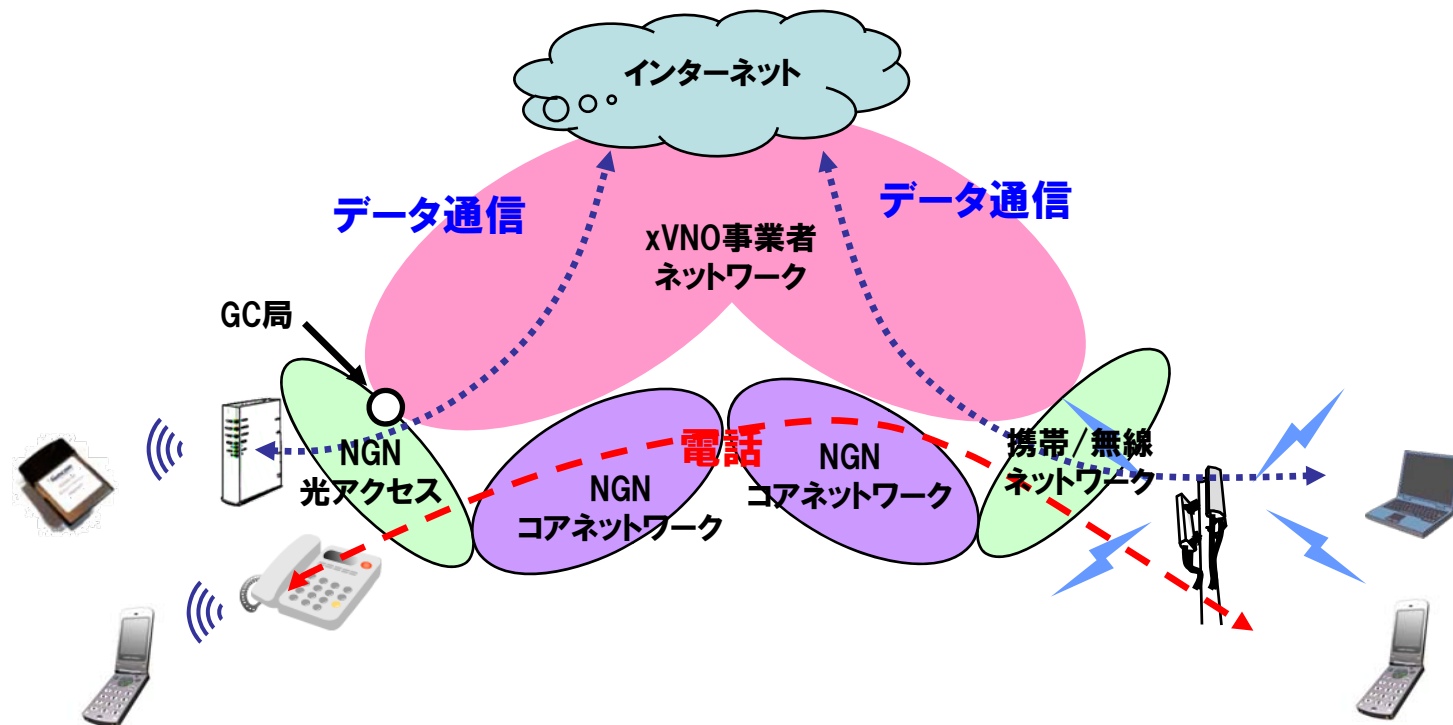 インターネット
データ通信
データ通信
xVNO事業者
ネットワーク
GC局
電話
NGN
光アクセス
NGN
コアネットワーク
NGN
コアネットワーク
携帯/無線
ネットワーク